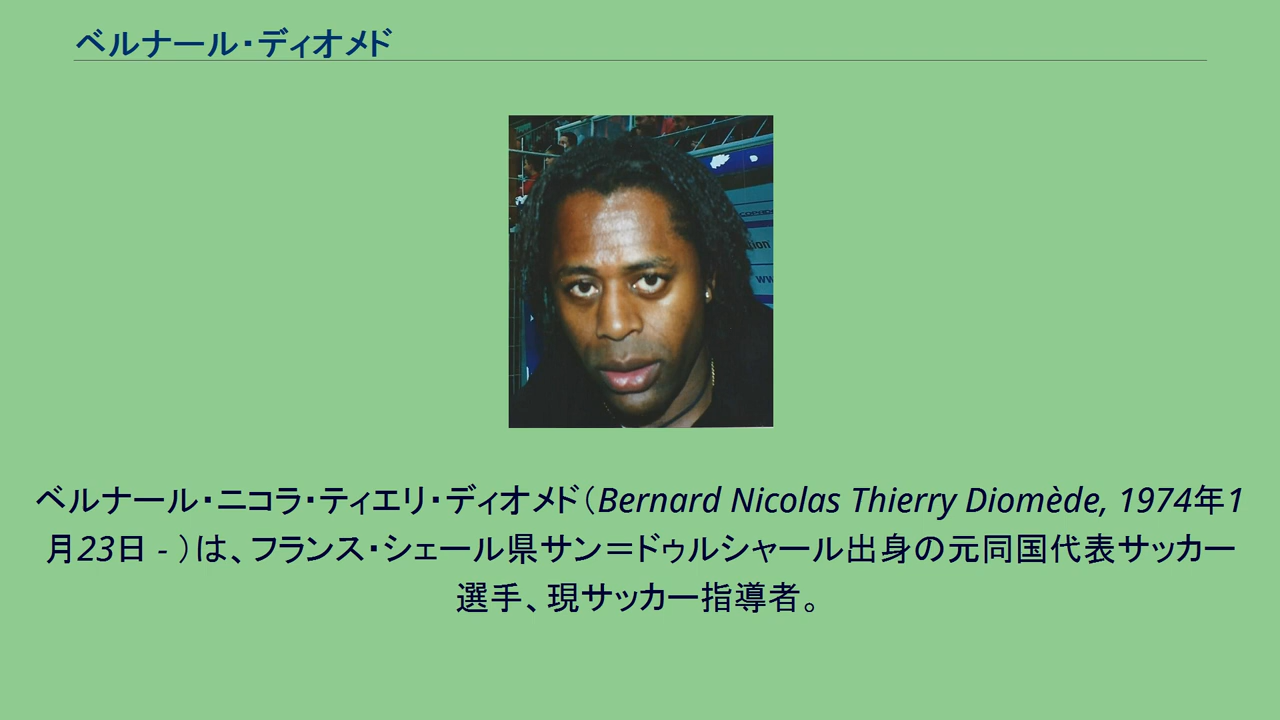 ベルナール・ディオメド
ベルナール・ニコラ・ティエリ・ディオメド（Bernard Nicolas Thierry Diomède, 1974年1
月23日 - ）は、フランス・シェール県サン＝ドゥルシャール出身の元同国代表サッカー
選手、現サッカー指導者。